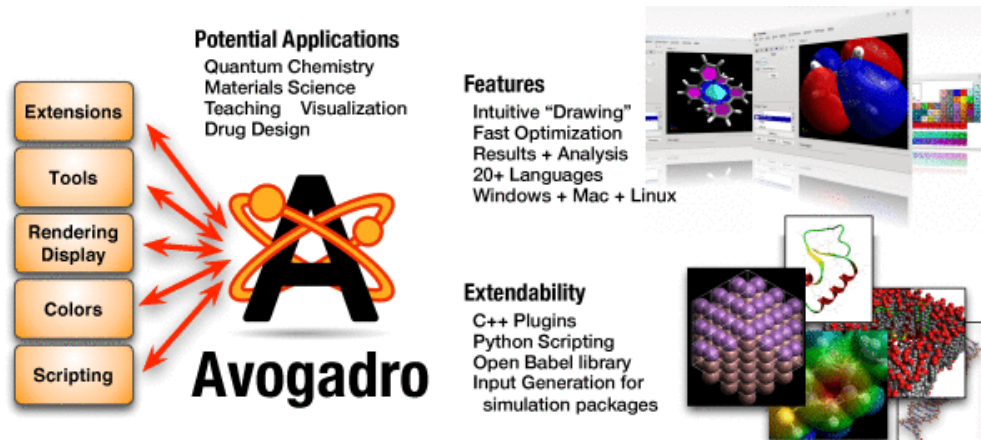 Potential Applications
Quantum Chemistry
Materials Science
Teaching Visualization
Drug Design
Extensions
Tools
Rendering
Display
Colors
Scripting
Avogadro
Features
Intuitive “Drawing”
Fast Optimization
Results + Analysis
20+ Languages
Windows + Mac + Linux
Extendability
C++ Plugins
Python Scripting
Open Babel library
Input Generation for
simulation packages